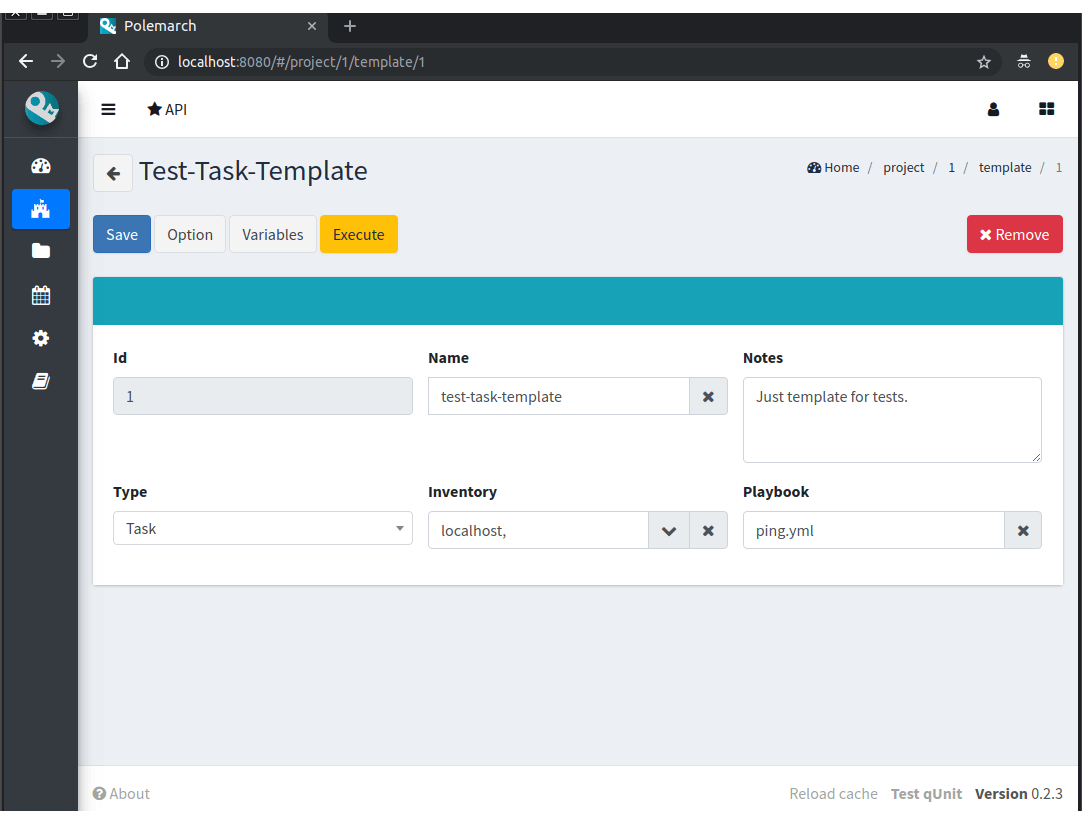 Polemarch
localhost:8080/#/project/1/template/1
API
Test-Task-Template
Home / project / 1 / template / 1
Save Option Variables Execute Remove
Id Name Notes
1 test-task-template Just template for tests.
Type Inventory Playbook
Task localhost, ping.yml
About Reload cache Test qUnit Version 0.2.3